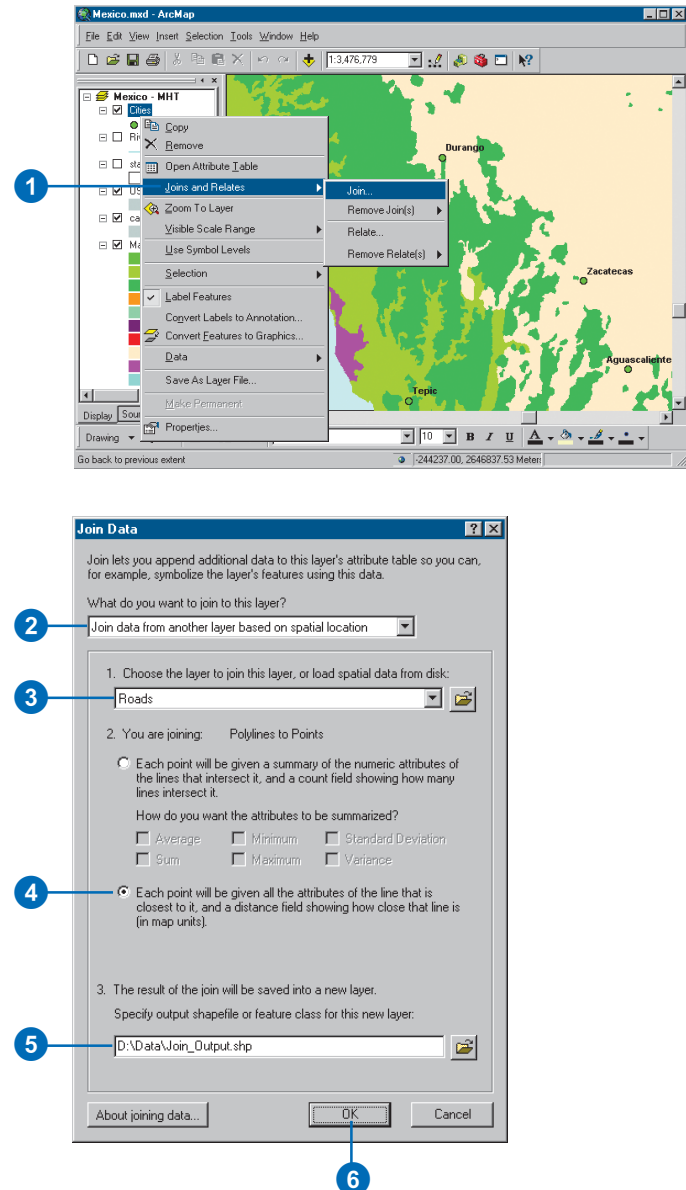 Mexico.mxd - ArcMap
File Edit View Insert Selection Tools Window Help
1:3,476,779
Mexico - MHT
Cities
Copy
Remove
Open Attribute Table
1
Joins and Relates
Join...
Zoom To Layer
Remove Join(s)
Visible Scale Range
Relate...
Use Symbol Levels
Remove Relate(s)
Selection
Label Features
Convert Labels to Annotation...
Convert Features to Graphics...
Data
Save As Layer File...
Make Permanent
Properties...
Durango
Zacatecas
Aguascaliente
Tepic
Display
Drawing
10 B I U A
Go back to previous extent
-244237.00, 2646837.53 Meters
Join Data
Join lets you append additional data to this layer's attribute table so you can,
for example, symbolize the layer's features using this data.
What do you want to join to this layer?
2
Join data from another layer based on spatial location
1. Choose the layer to join this layer, or load spatial data from disk:
3
Roads
2. You are joining: Polylines to Points
Each point will be given a summary of the numeric attributes of
the lines that intersect it, and a count field showing how many
lines intersect it.
How do you want the attributes to be summarized?
Average Minimum Standard Deviation
Sum Maximum Variance
4
Each point will be given all the attributes of the line that is
closest to it, and a distance field showing how close that line is
(in map units).
3. The result of the join will be saved into a new layer.
Specify output shapefile or feature class for this new layer:
5
D:\Data\Join_Output.shp
About joining data... OK Cancel
6